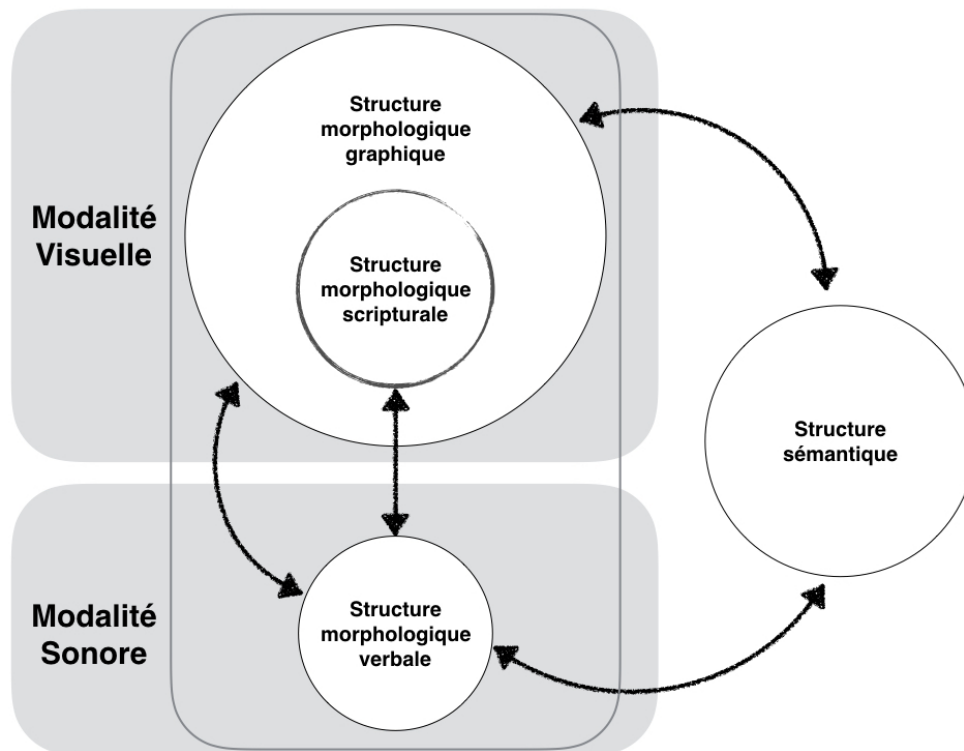 Structure
morphologique
graphique
Modalité
Visuelle
Structure
morphologique
scripturale
Structure
sémantique
Modalité
Sonore
Structure
morphologique
verbale